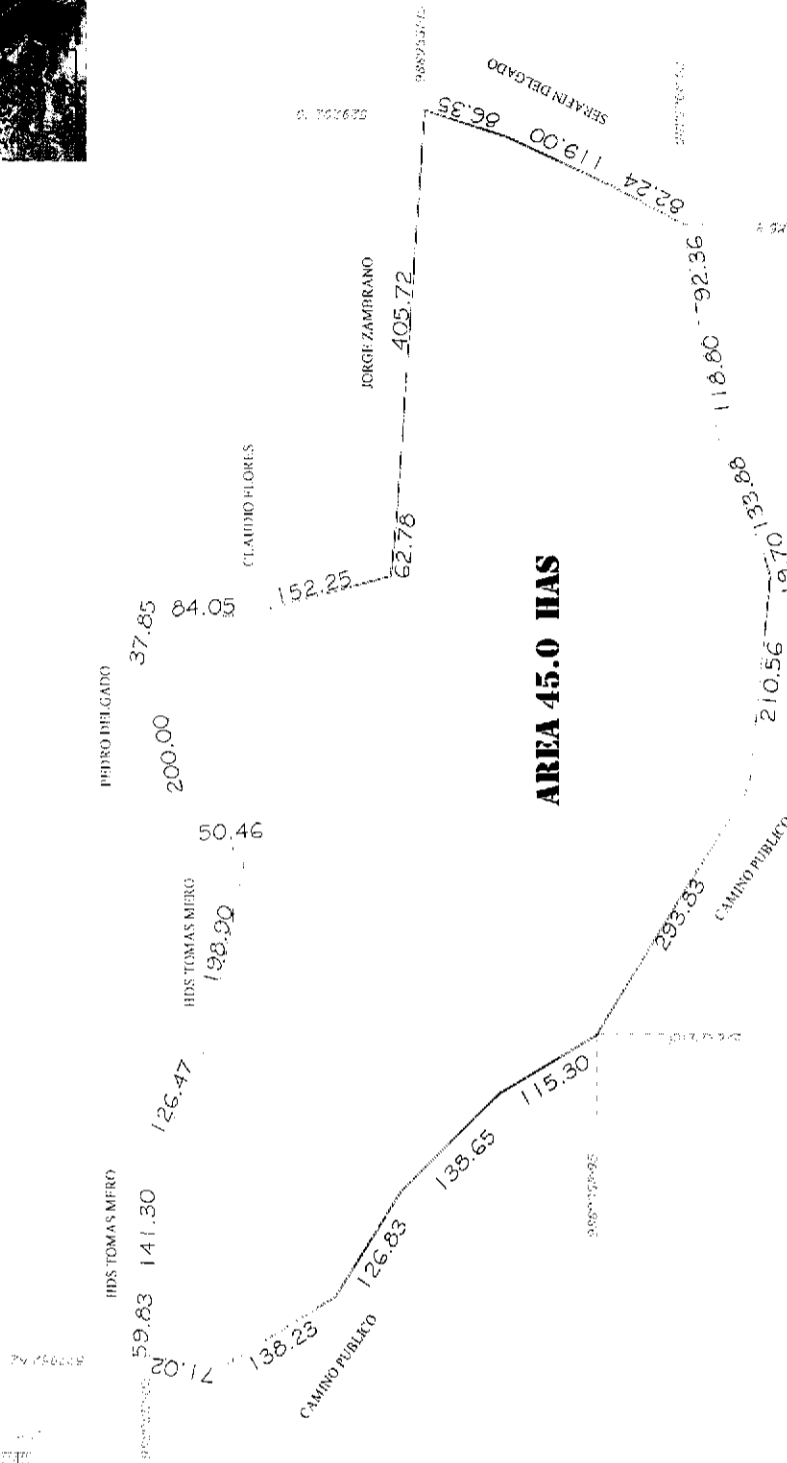 HDS TOMAS MERO
59.83
141.30
126.47
HDS TOMAS MERO
198.90
50.46
PEDRO DELGADO
200.00
37.85
84.05
CLAUDIO FLORES
152.25
62.78
JORGE ZAMBRANO
405.72
86.35
SERAFIN DELGADO
119.00
82.24
92.36
118.80
133.88
19.70
210.56
CAMINO PUBLICO
293.83
115.30
138.65
126.83
CAMINO PUBLICO
138.23
71.02
AREA 45.0 HAS